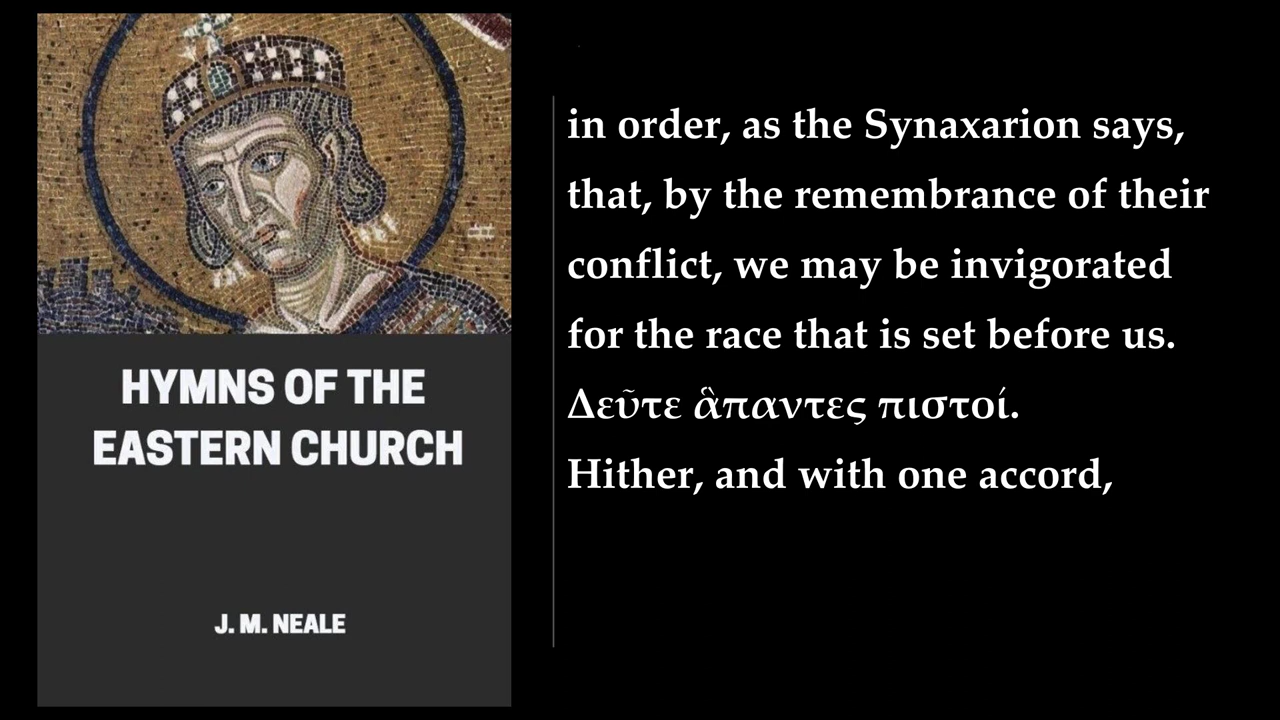 HYMNS OF THE
EASTERN CHURCH
J. M. NEALE
in order, as the Synaxarion says,
that, by the remembrance of their
conflict, we may be invigorated
for the race that is set before us.
Δεῦτε ἃπαντες πιστοί.
Hither, and with one accord,